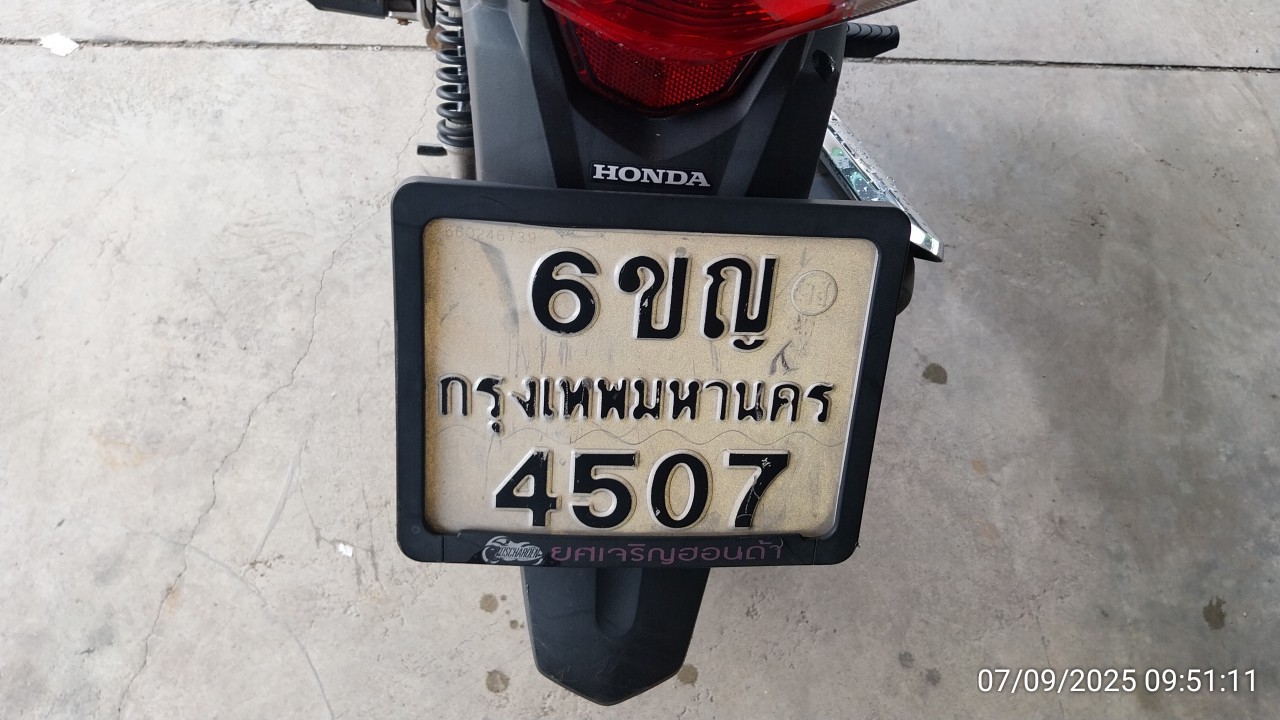 HONDA
6ขญ
กรุงเทพมหานคร
4507
ยศเจริญฮอนด้า
07/09/2025 09:51:11